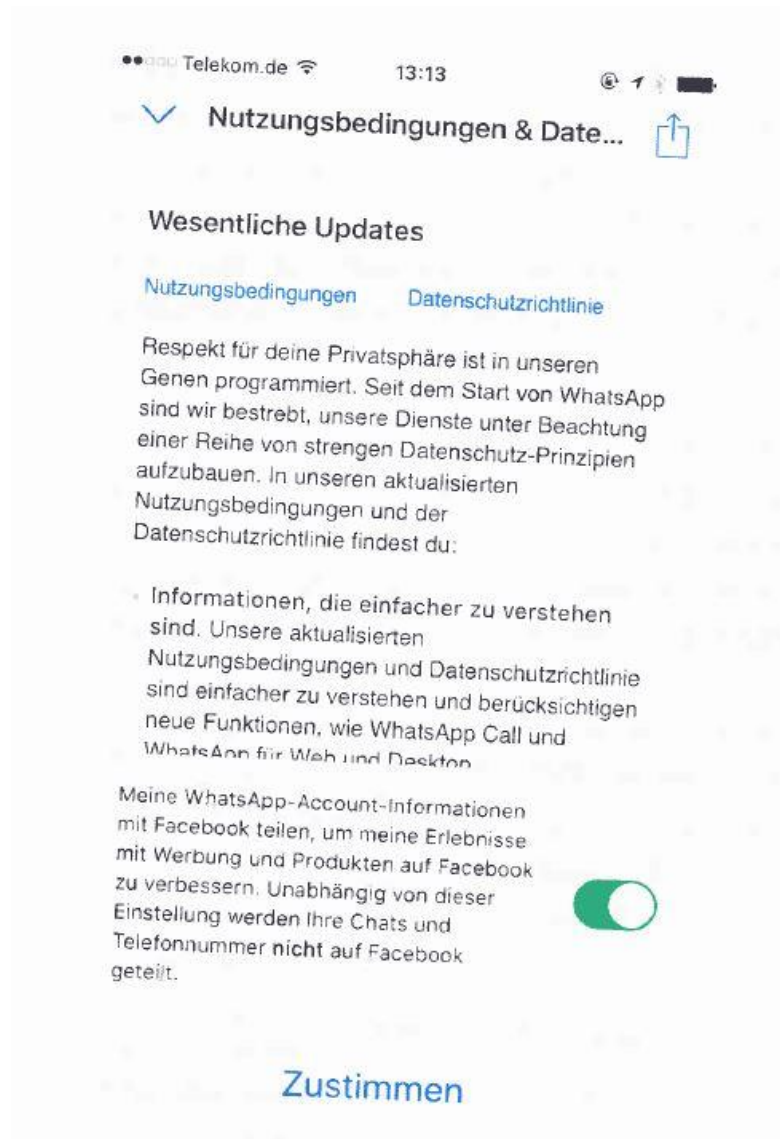 Telekom.de 13:13
Nutzungsbedingungen & Date...
Wesentliche Updates
Nutzungsbedingungen Datenschutzrichtlinie
Respekt für deine Privatsphäre ist in unseren
Genen programmiert. Seit dem Start von WhatsApp
sind wir bestrebt, unsere Dienste unter Beachtung
einer Reihe von strengen Datenschutz-Prinzipien
aufzubauen. In unseren aktualisierten
Nutzungsbedingungen und der
Datenschutzrichtlinie findest du:
Informationen, die einfacher zu verstehen
sind. Unsere aktualisierten
Nutzungsbedingungen und Datenschutzrichtlinie
sind einfacher zu verstehen und berücksichtigen
neue Funktionen, wie WhatsApp Call und
WhatsApp für Web und Desktop
Meine WhatsApp-Account-Informationen
mit Facebook teilen, um meine Erlebnisse
mit Werbung und Produkten auf Facebook
zu verbessern. Unabhängig von dieser
Einstellung werden Ihre Chats und
Telefonnummer nicht auf Facebook
geteilt.
Zustimmen